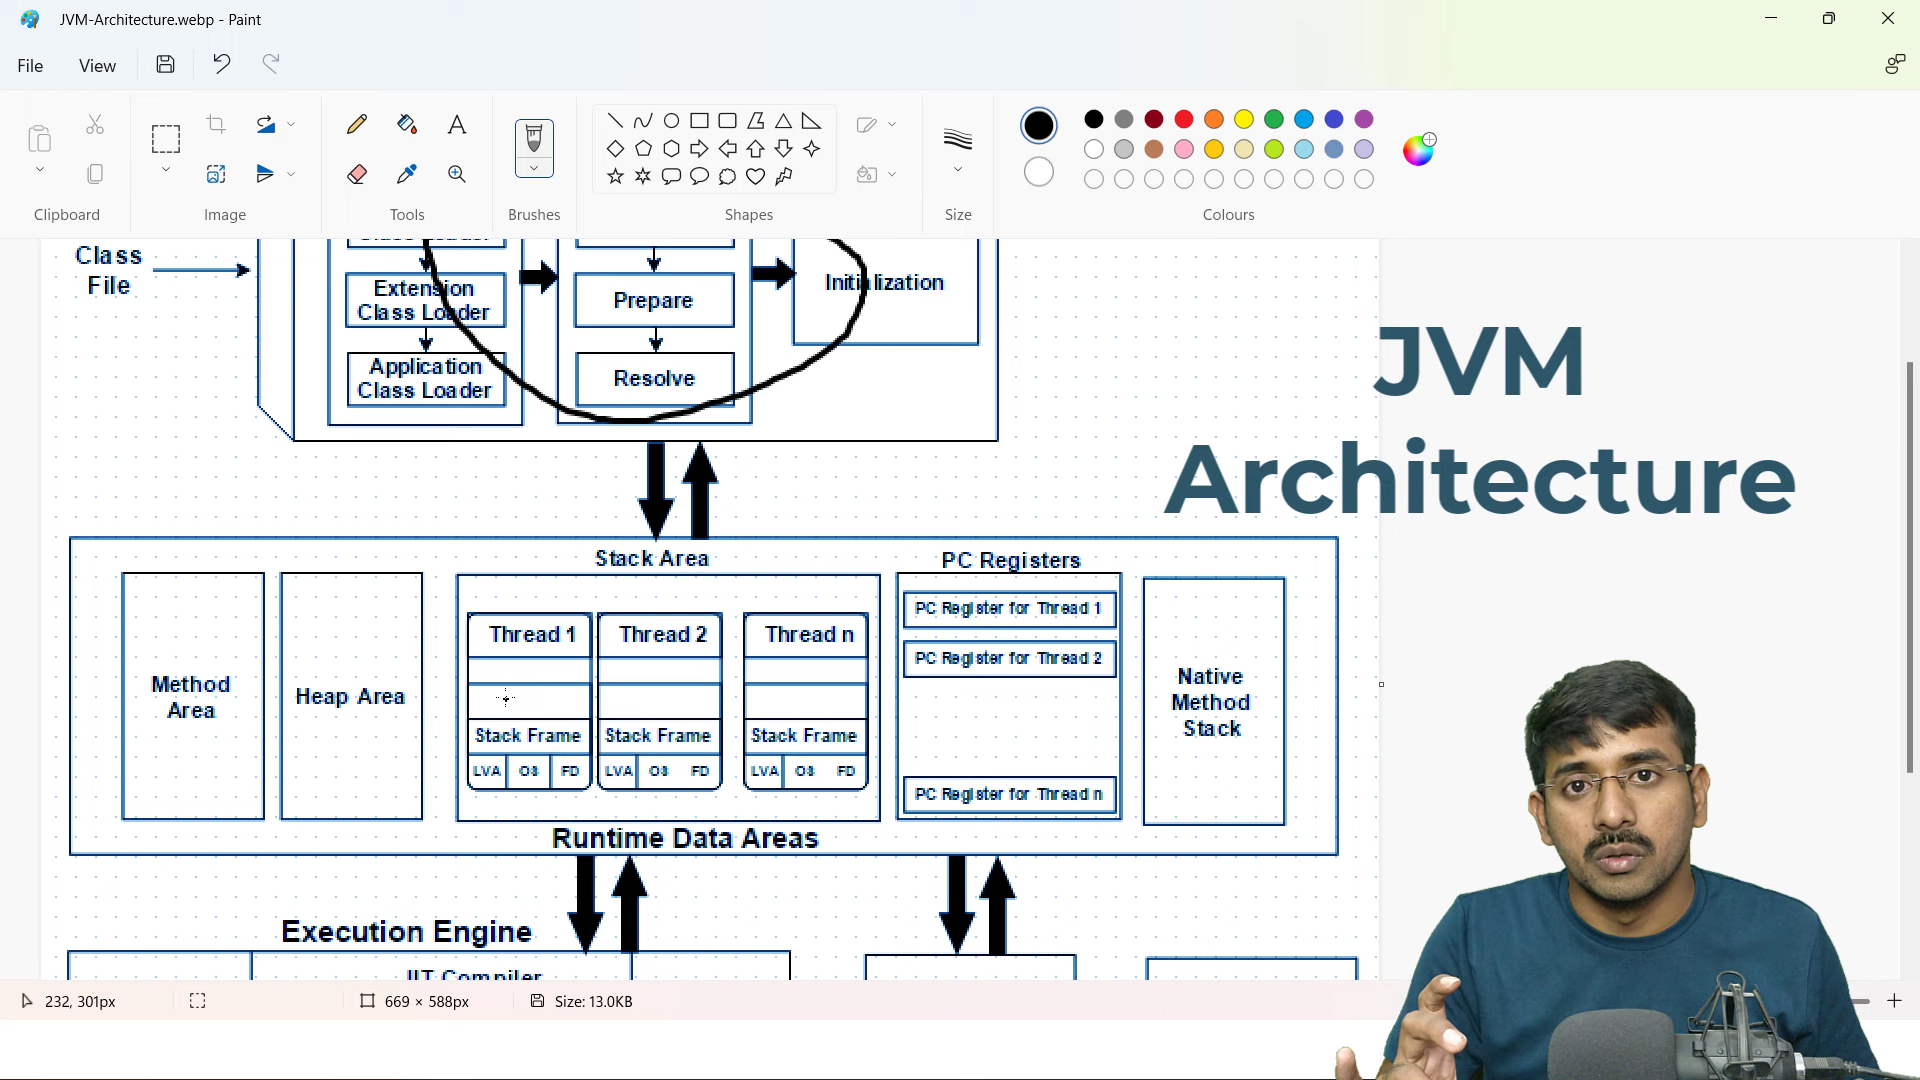 JVM-Architecture.webp - Paint
File View
Clipboard
Image
Tools
Brushes
Shapes
Size
Colours
Class
File
Extension
Class Loader
Application
Class Loader
Prepare
Resolve
Initialization
JVM
Architecture
Stack Area
PC Registers
Method
Area
Heap Area
Thread 1
Thread 2
Thread n
Stack Frame
Stack Frame
Stack Frame
LVA OS FD
LVA OS FD
LVA OS FD
PC Register for Thread 1
PC Register for Thread 2
PC Register for Thread n
Native
Method
Stack
Runtime Data Areas
Execution Engine
JIT Compiler
232, 301px
669 × 588px
Size: 13.0KB